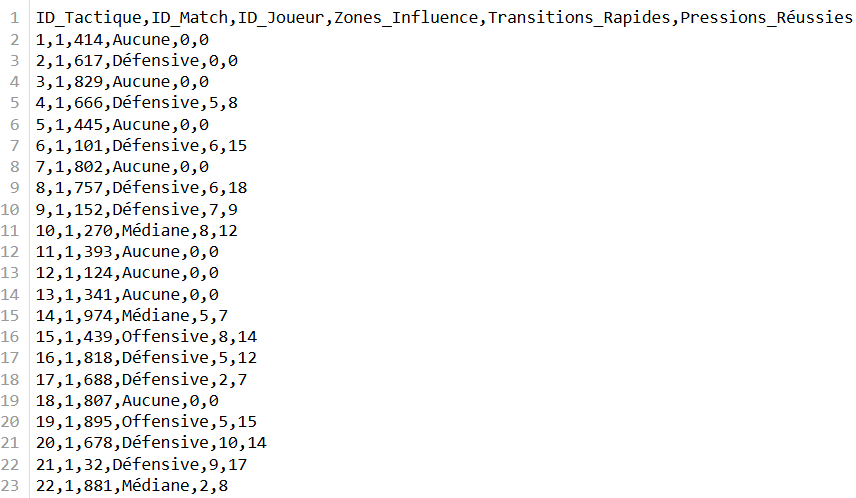 1 ID_Tactique,ID_Match,ID_Joueur,Zones_Influence,Transitions_Rapides,Pressions_Réussies
2 1,1,414,Aucune,0,0
3 2,1,617,Défensive,0,0
4 3,1,829,Aucune,0,0
5 4,1,666,Défensive,5,8
6 5,1,445,Aucune,0,0
7 6,1,101,Défensive,6,15
8 7,1,802,Aucune,0,0
9 8,1,757,Défensive,6,18
10 9,1,152,Défensive,7,9
11 10,1,270,Médiane,8,12
12 11,1,393,Aucune,0,0
13 12,1,124,Aucune,0,0
14 13,1,341,Aucune,0,0
15 14,1,974,Médiane,5,7
16 15,1,439,Offensive,8,14
17 16,1,818,Défensive,5,12
18 17,1,688,Défensive,2,7
19 18,1,807,Aucune,0,0
20 19,1,895,Offensive,5,15
21 20,1,678,Défensive,10,14
22 21,1,32,Défensive,9,17
23 22,1,881,Médiane,2,8